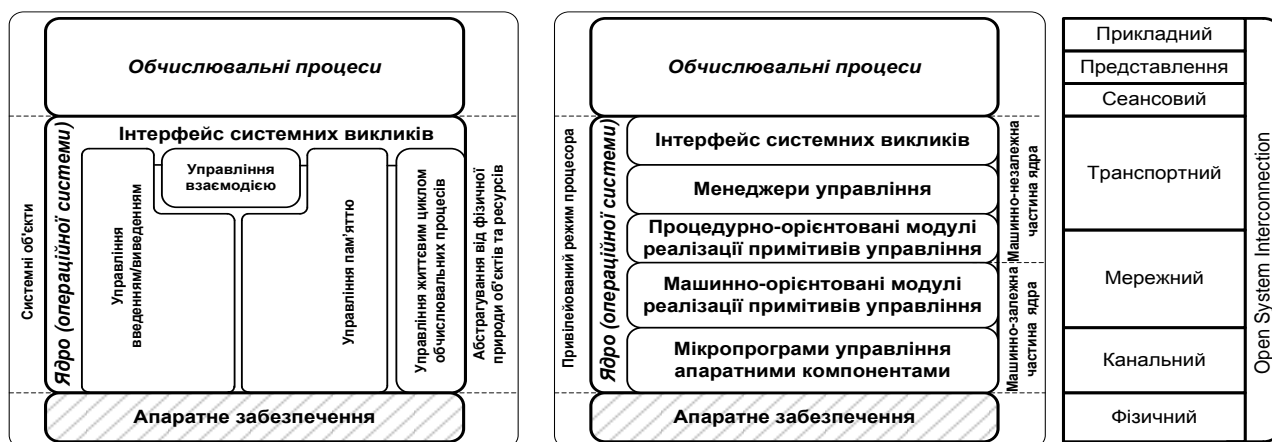 Обчислювальні процеси
Системні об'єкти
Ядро (операційної системи)
Інтерфейс системних викликів
Управління
взаємодією
Управління
введенням/виведенням
Управління пам’яттю
Управління життєвим циклом
обчислювальних процесів
Абстрагування від фізичної
природи об'єктів та ресурсів
Апаратне забезпечення
Обчислювальні процеси
Привілейований режим процесора
Ядро (операційної системи)
Інтерфейс системних викликів
Менеджери управління
Процедурно-орієнтовані модулі
реалізації примітивів управління
Машинно-орієнтовані модулі
реалізації примітивів управління
Мікропрограми управління
апаратними компонентами
Машинно-незалежна
частина ядра
Машинно-залежна
частина ядра
Апаратне забезпечення
Прикладний
Представлення
Сеансовий
Транспортний
Мережний
Канальний
Фізичний
Open System Interconnection